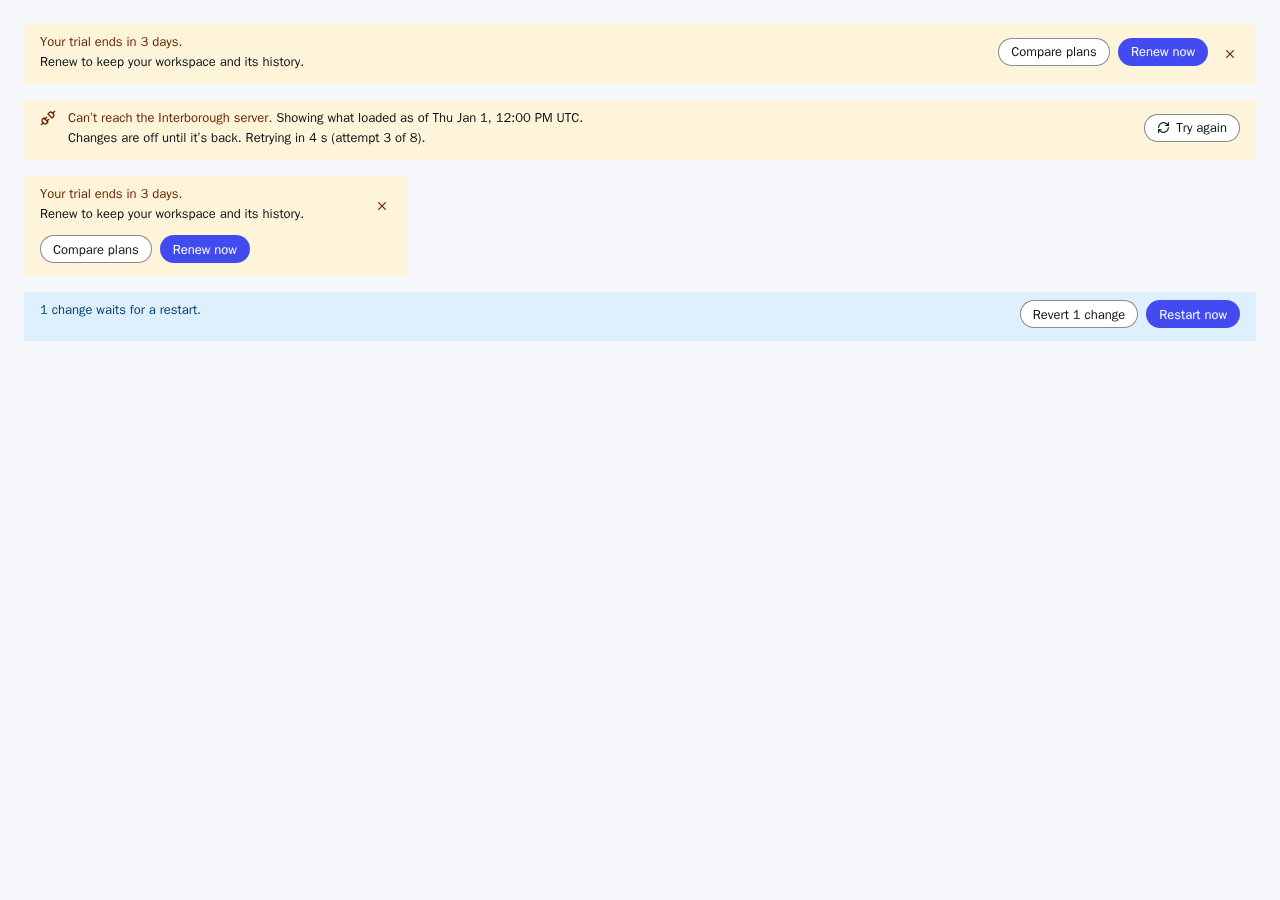 Your trial ends in 3 days.
Renew to keep your workspace and its history.
Compare plans
Renew now
Can't reach the Interborough server. Showing what loaded as of Thu Jan 1, 12:00 PM UTC.
Changes are off until it's back. Retrying in 4 s (attempt 3 of 8).
Try again
Your trial ends in 3 days.
Renew to keep your workspace and its history.
Compare plans
Renew now
1 change waits for a restart.
Revert 1 change
Restart now